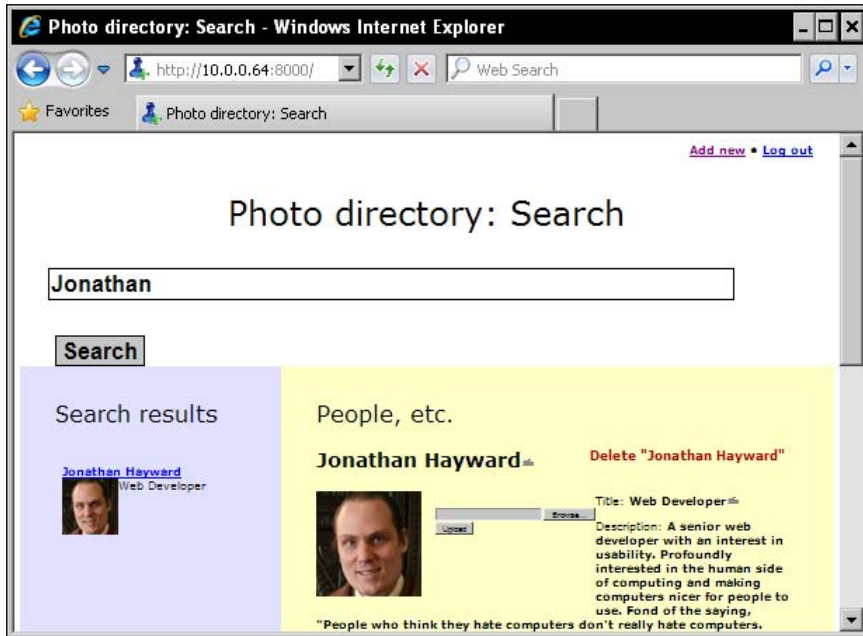 Photo directory: Search - Windows Internet Explorer
http://10.0.0.64:8000/
Web Search
Favorites
Photo directory: Search
Add new • Log out
Photo directory: Search
Jonathan
Search
Search results
Jonathan Hayward
Web Developer
People, etc.
Jonathan Hayward
Delete "Jonathan Hayward"
Browse...
Upload
Title: Web Developer
Description: A senior web
developer with an interest in
usability. Profoundly
interested in the human side
of computing and making
computers nicer for people to
use. Fond of the saying,
"People who think they hate computers don't really hate computers.